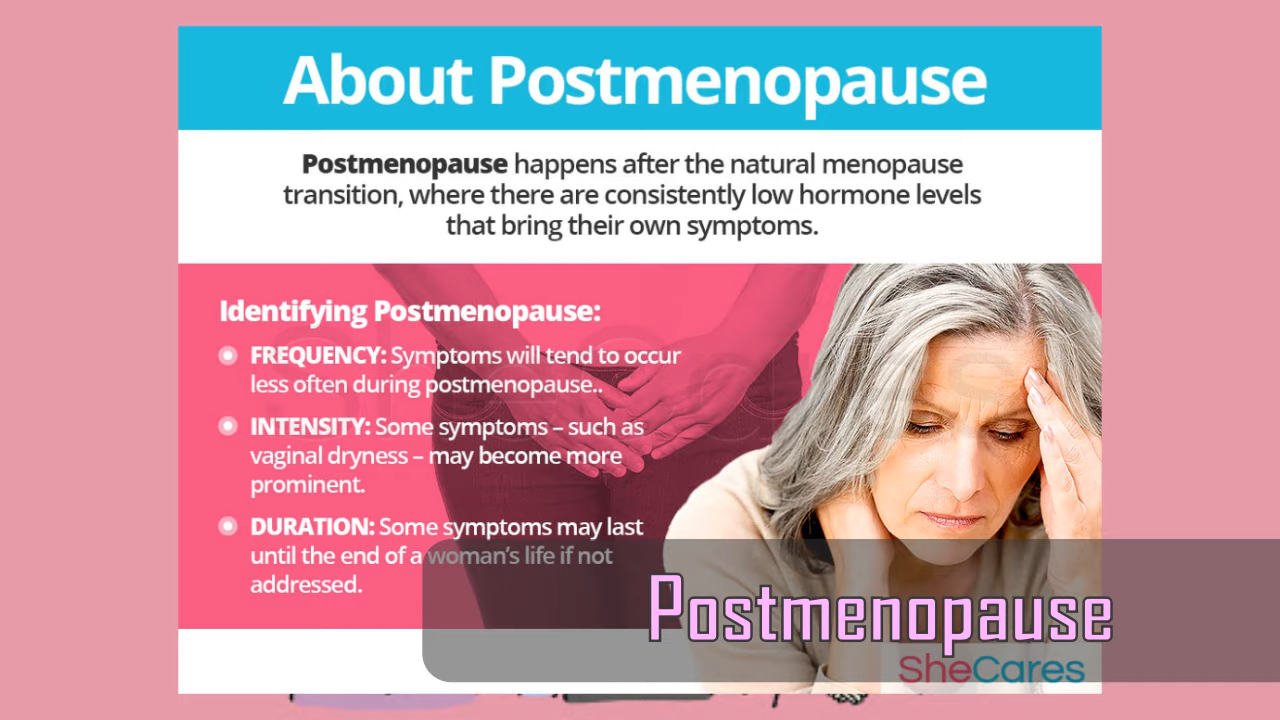 About Postmenopause
Postmenopause happens after the natural menopause
transition, where there are consistently low hormone levels
that bring their own symptoms.
Identifying Postmenopause:
FREQUENCY: Symptoms will tend to occur
less often during postmenopause..
INTENSITY: Some symptoms – such as
vaginal dryness – may become more
prominent.
DURATION: Some symptoms may last
until the end of a woman's life if not
addressed.
Postmenopause
SheCares